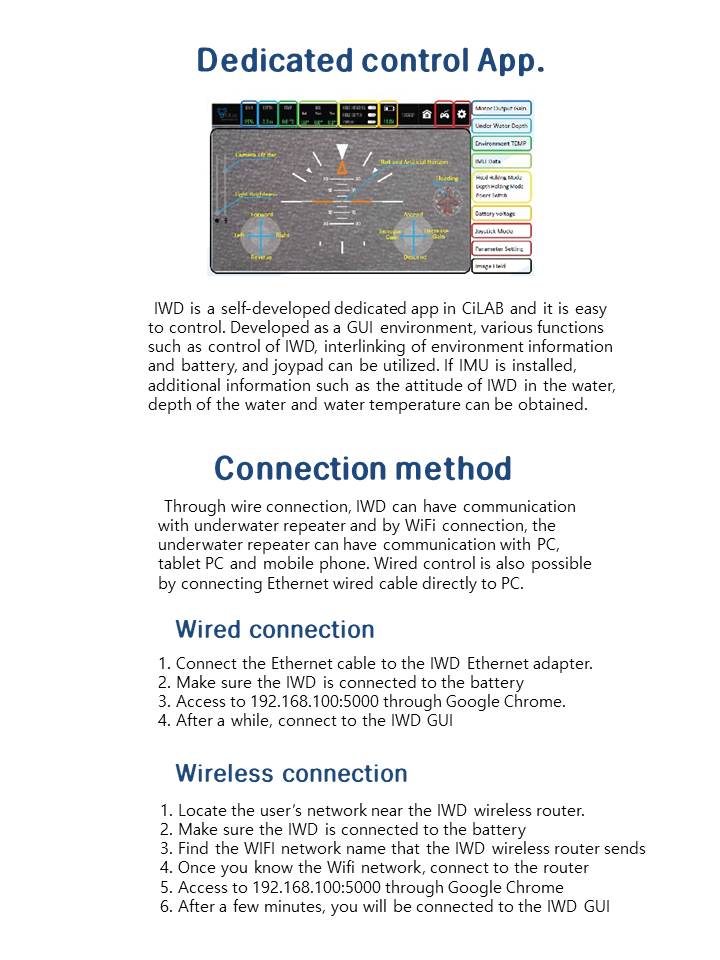 Dedicated control App.
Motor Output Gain
Under Water Depth
Camera off Bar
Roll and Artificial Horizon
Environment TEMP
IMU Data
Heading
Head Holding Mode
Depth Holding Mode
Power Switch
Light Brightness
Forward
Ascend
Battery voltage
Left
Right
Increase Gain
Decrease Gain
Joystick Mode
Reverse
Descend
Parameter Setting
Image Field
IWD is a self-developed dedicated app in CiLAB and it is easy
to control. Developed as a GUI environment, various functions
such as control of IWD, interlinking of environment information
and battery, and joypad can be utilized. If IMU is installed,
additional information such as the attitude of IWD in the water,
depth of the water and water temperature can be obtained.
Connection method
Through wire connection, IWD can have communication
with underwater repeater and by WiFi connection, the
underwater repeater can have communication with PC,
tablet PC and mobile phone. Wired control is also possible
by connecting Ethernet wired cable directly to PC.
Wired connection
1. Connect the Ethernet cable to the IWD Ethernet adapter.
2. Make sure the IWD is connected to the battery
3. Access to 192.168.100:5000 through Google Chrome.
4. After a while, connect to the IWD GUI
Wireless connection
1. Locate the user's network near the IWD wireless router.
2. Make sure the IWD is connected to the battery
3. Find the WIFI network name that the IWD wireless router sends
4. Once you know the Wifi network, connect to the router
5. Access to 192.168.100:5000 through Google Chrome
6. After a few minutes, you will be connected to the IWD GUI